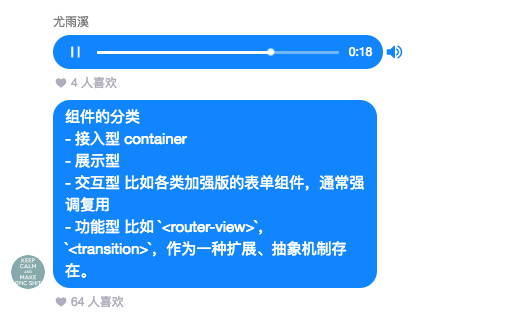 尤雨溪
0:18
4 人喜欢
组件的分类
- 接入型 container
- 展示型
- 交互型 比如各类加强版的表单组件，通常强
调复用
- 功能型 比如 `<router-view>`，
`<transition>`，作为一种扩展、抽象机制存
在。
KEEP
CALM
AND
MAKE
EPIC SHIT
64 人喜欢